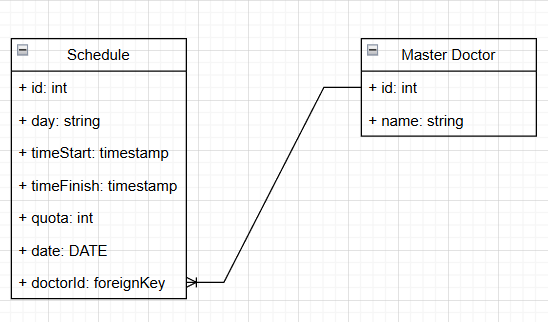 Schedule
+ id: int
+ day: string
+ timeStart: timestamp
+ timeFinish: timestamp
+ quota: int
+ date: DATE
+ doctorId: foreignKey
Master Doctor
+ id: int
+ name: string